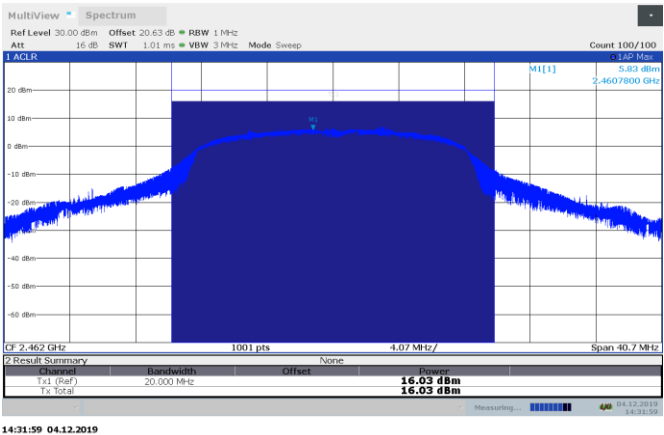 MultiView Spectrum
Ref Level 30.00 dBm Offset 20.63 dB RBW 1 MHz
Att 16 dB SWT 1.01 ms VBW 3 MHz Mode Sweep Count 100/100
1 ACLR 1AP Max
M1[1] 5.83 dBm
2.4607800 GHz
20 dBm
10 dBm
M1
0 dBm
-10 dBm
-20 dBm
-30 dBm
-40 dBm
-50 dBm
-60 dBm
CF 2.462 GHz 1001 pts 4.07 MHz/ Span 40.7 MHz
2 Result Summary None
Channel Bandwidth Offset Power
Tx1 (Ref) 20.000 MHz 16.03 dBm
Tx Total 16.03 dBm
Measuring... 04.12.2019
14:31:59
14:31:59 04.12.2019